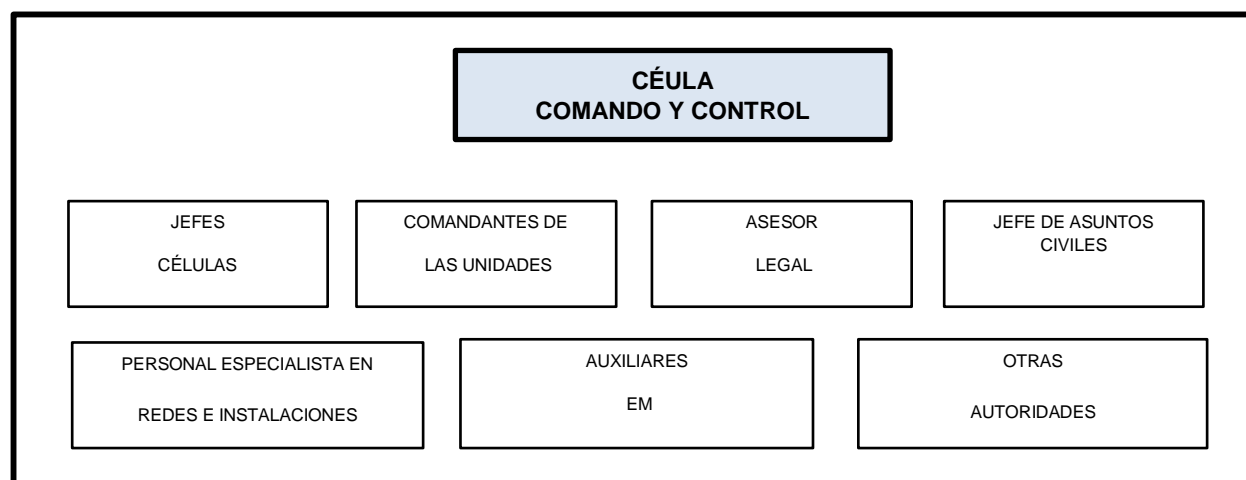 CÉULA
COMANDO Y CONTROL
JEFES
CÉLULAS
COMANDANTES DE
LAS UNIDADES
ASESOR
LEGAL
JEFE DE ASUNTOS
CIVILES
PERSONAL ESPECIALISTA EN
REDES E INSTALACIONES
AUXILIARES
EM
OTRAS
AUTORIDADES